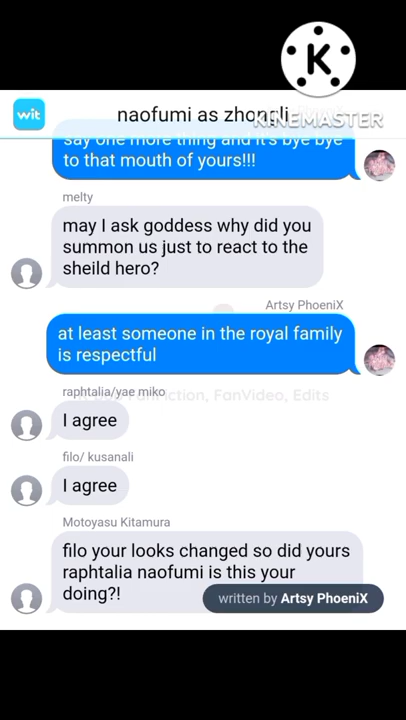 K
KINEMASTER
wit
naofumi as zhongli
say one more thing and it's bye bye
to that mouth of yours!!!
melty
may I ask goddess why did you
summon us just to react to the
sheild hero?
Artsy PhoeniX
at least someone in the royal family
is respectful
raphtalia/yae miko
FanFiction, FanVideo, Edits
I agree
filo/ kusanali
I agree
Motoyasu Kitamura
filo your looks changed so did yours
raphtalia naofumi is this your
doing?!
written by Artsy PhoeniX